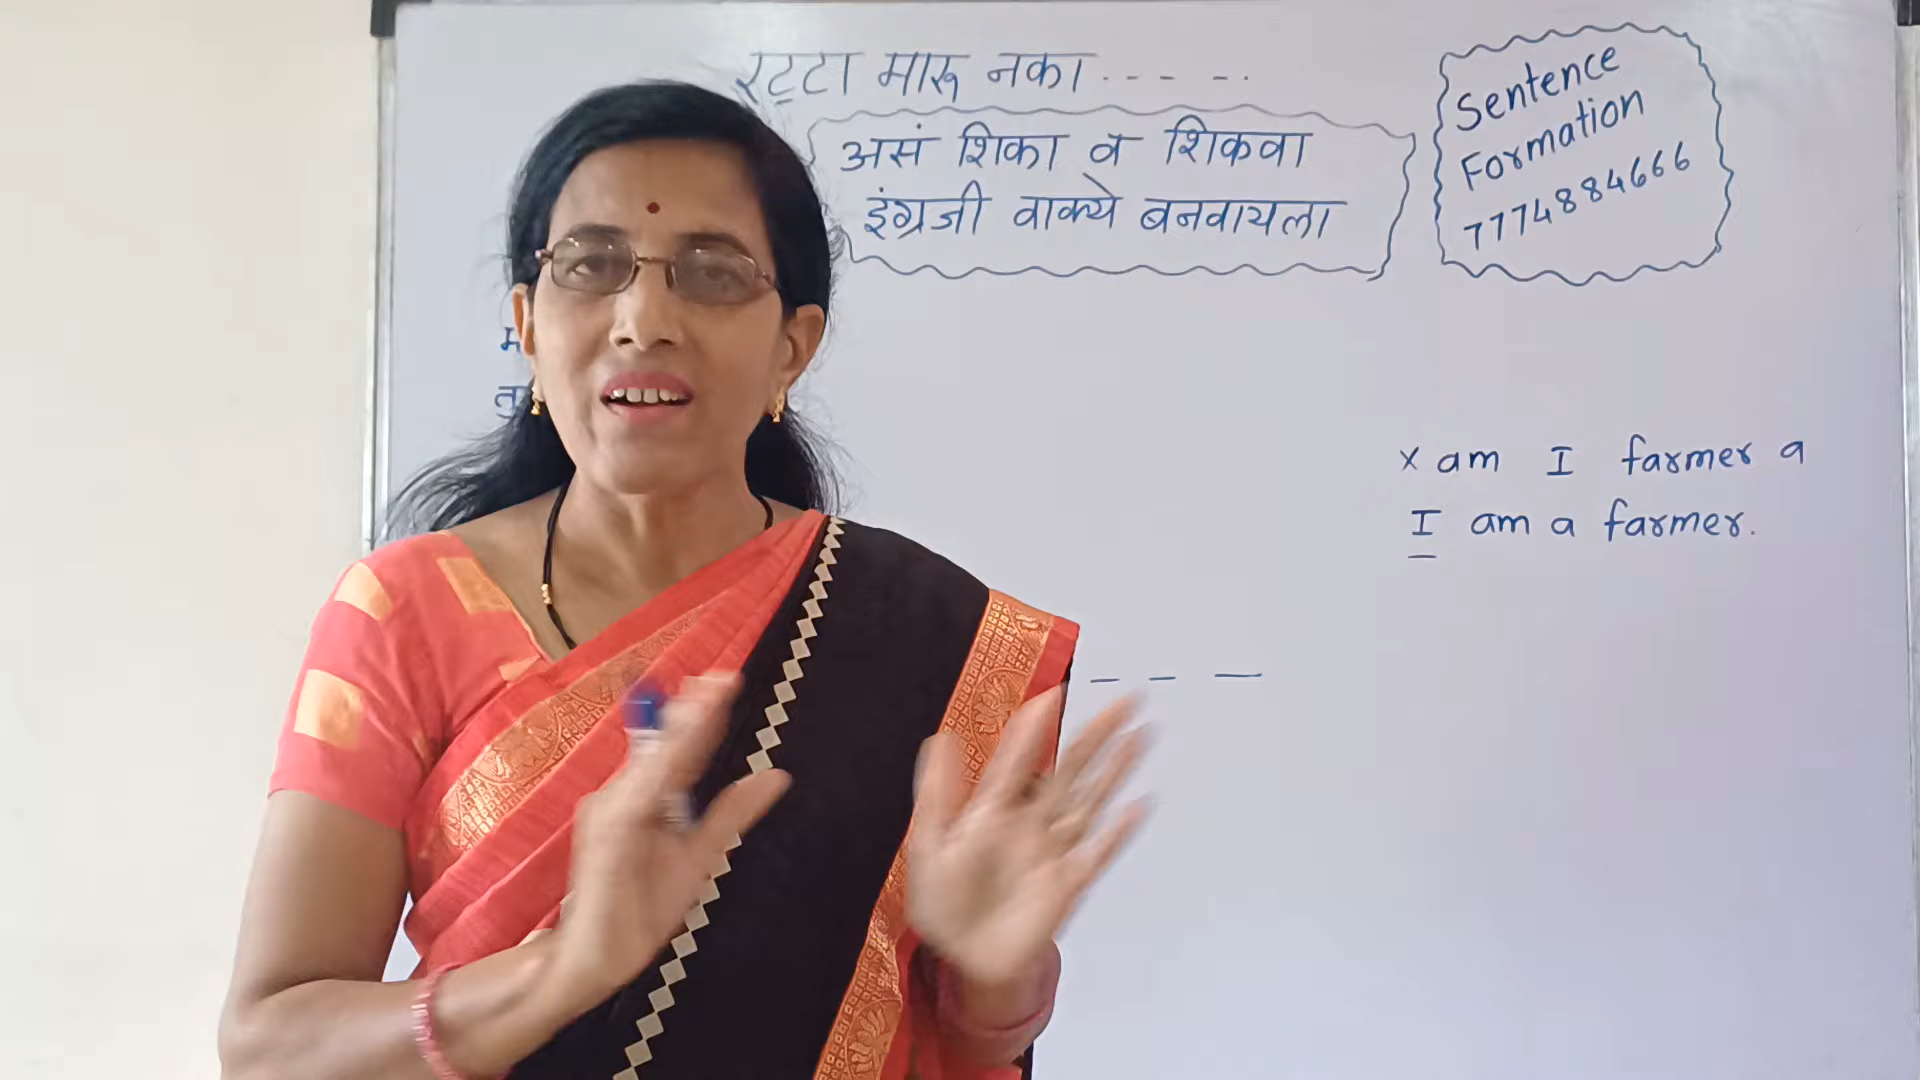 रट्टा मारू नका.--- -.
असं शिका व शिकवा
इंग्रजी वाक्ये बनवायला
Sentence
Formation
7774884666
x am I farmer a
I am a farmer.